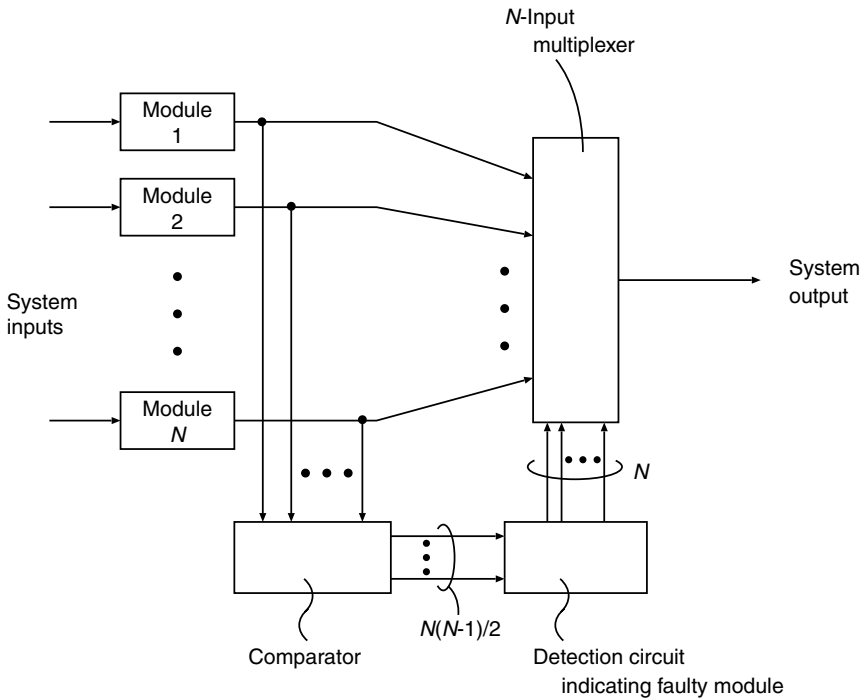 N-Input
multiplexer
Module
1
Module
2
System
inputs
System
output
Module
N
N
N(N-1)/2
Comparator
Detection circuit
indicating faulty module